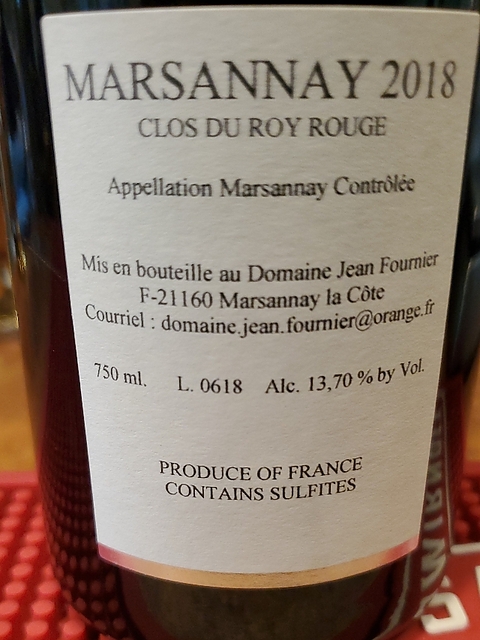 MARSANNAY 2018
CLOS DU ROY ROUGE
Appellation Marsannay Contrôlée
Mis en bouteille au Domaine Jean Fournier
F-21160 Marsannay la Côte
Courriel : domaine.jean.fournier@orange.fr
750 ml. L. 0618 Alc. 13,70 % by Vol.
PRODUCE OF FRANCE
CONTAINS SULFITES